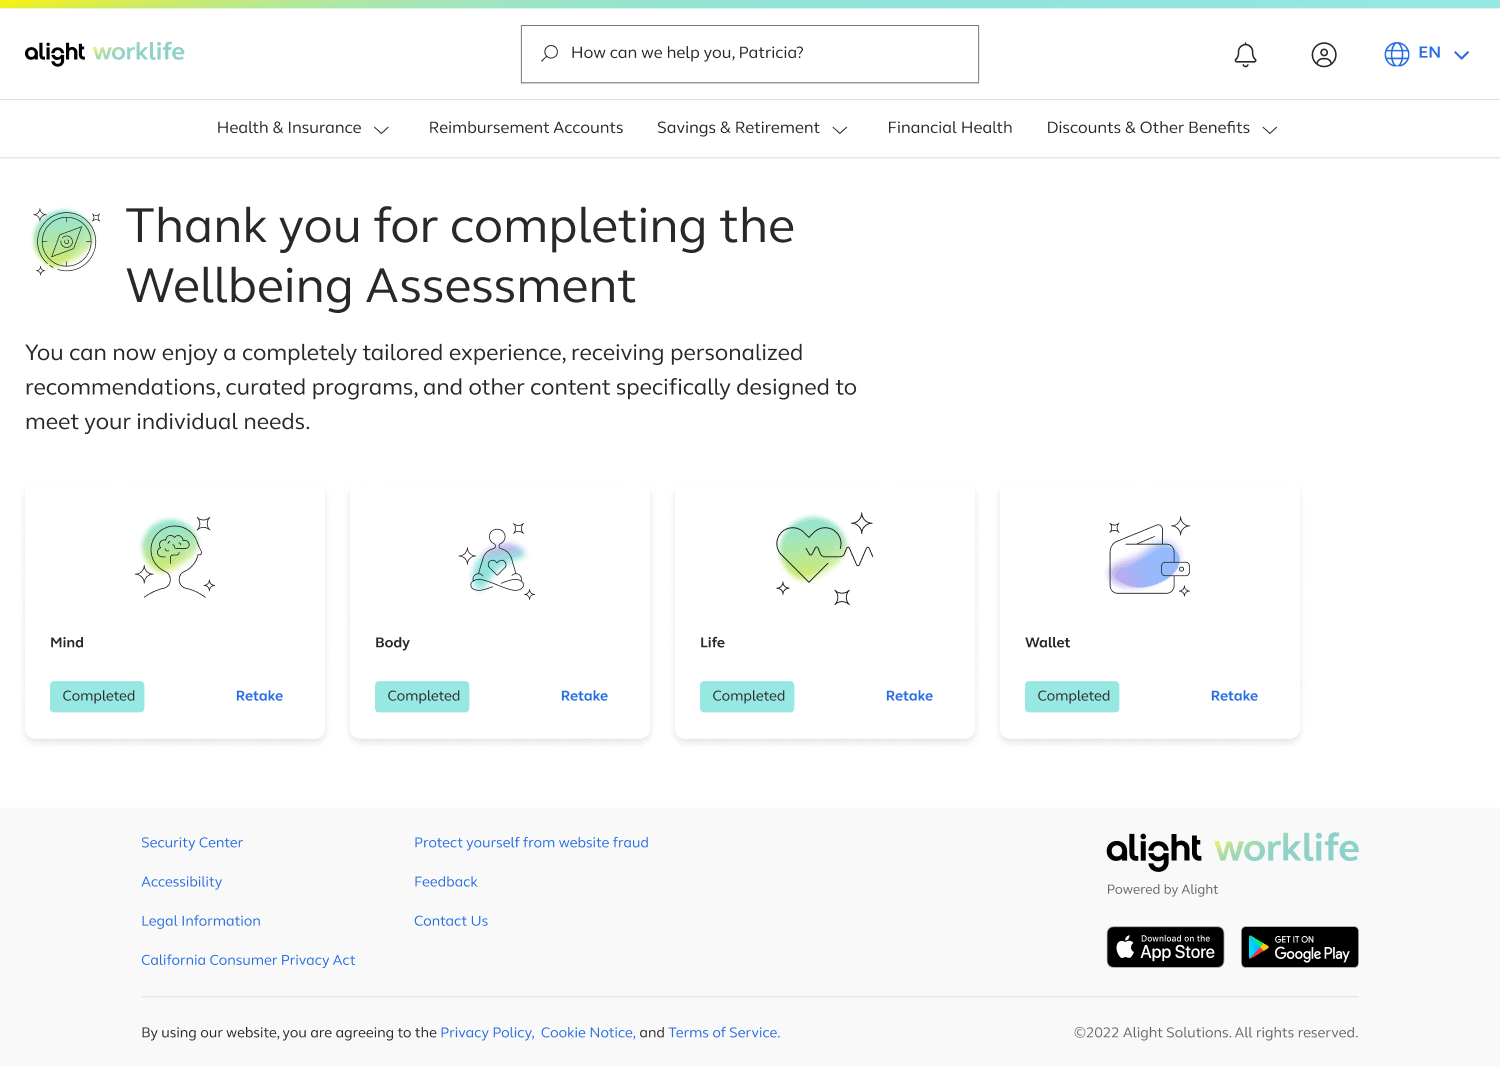 alight worklife
How can we help you, Patricia?
EN
Health & Insurance
Reimbursement Accounts
Savings & Retirement
Financial Health
Discounts & Other Benefits
Thank you for completing the
Wellbeing Assessment
You can now enjoy a completely tailored experience, receiving personalized
recommendations, curated programs, and other content specifically designed to
meet your individual needs.
Mind
Completed
Retake
Body
Completed
Retake
Life
Completed
Retake
Wallet
Completed
Retake
Security Center
Accessibility
Legal Information
California Consumer Privacy Act
Protect yourself from website fraud
Feedback
Contact Us
alight worklife
Powered by Alight
Download on the
App Store
GET IT ON
Google Play
By using our website, you are agreeing to the Privacy Policy, Cookie Notice, and Terms of Service.
©2022 Alight Solutions. All rights reserved.